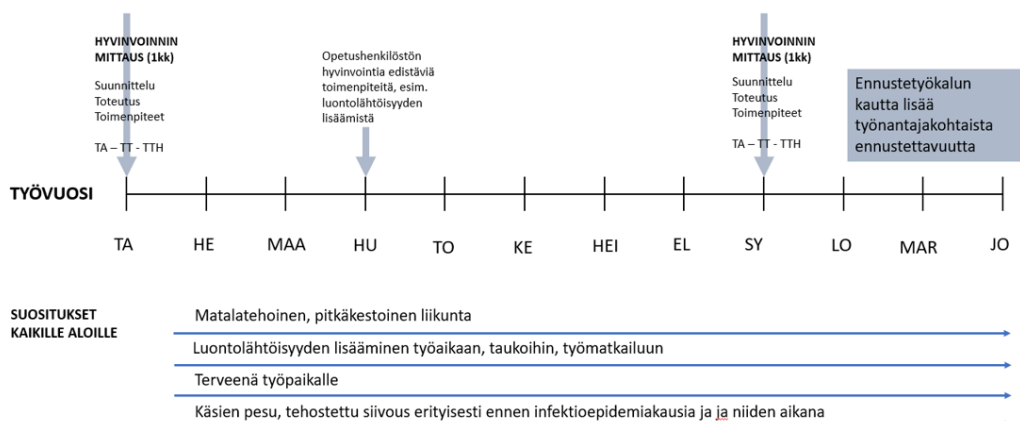 HYVINVOINNIN
MITTAUS (1kk)
Suunnittelu
Toteutus
Toimenpiteet
TA – TT - TTH
Opetushenkilöstön
hyvinvointia edistäviä
toimenpiteitä, esim.
luontolähtöisyyden
lisäämistä
HYVINVOINNIN
MITTAUS (1kk)
Suunnittelu
Toteutus
Toimenpiteet
TA – TT - TTH
Ennustetyökalun
kautta lisää
työnantajakohtaista
ennustettavuutta
TYÖVUOSI
TA HE MAA HU TO KE HEI EL SY LO MAR JO
SUOSITUKSET
KAIKILLE ALOILLE
Matalatehoinen, pitkäkestoinen liikunta
Luontolähtöisyyden lisääminen työaikaan, taukoihin, työmatkailuun
Terveenä työpaikalle
Käsien pesu, tehostettu siivous erityisesti ennen infektioepidemiakausia ja ja niiden aikana